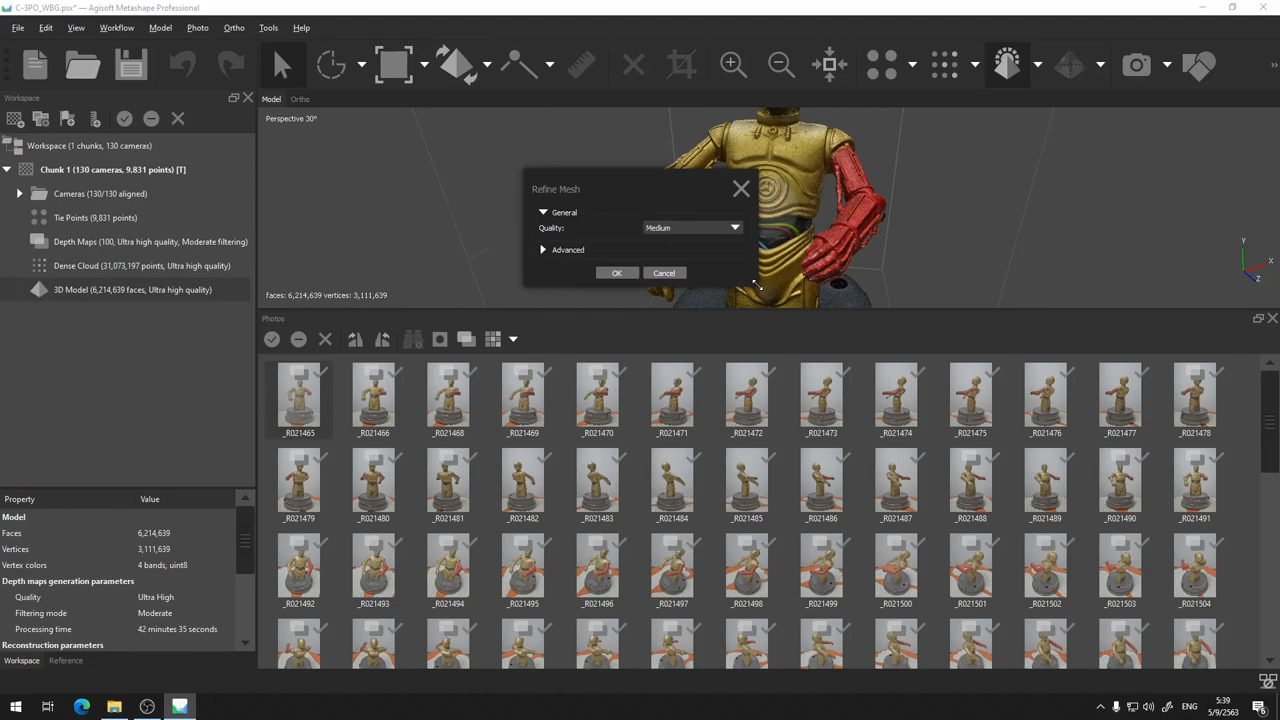 C-3PO_WBG.psx* — Agisoft Metashape Professional
File Edit View Workflow Model Photo Ortho Tools Help
Workspace
Workspace (1 chunks, 130 cameras)
Chunk 1 (130 cameras, 9,831 points) [T]
Cameras (130/130 aligned)
Tie Points (9,831 points)
Depth Maps (100, Ultra high quality, Moderate filtering)
Dense Cloud (31,073,197 points, Ultra high quality)
3D Model (6,214,639 faces, Ultra high quality)
Property Value
Model
Faces 6,214,639
Vertices 3,111,639
Vertex colors 4 bands, uint8
Depth maps generation parameters
Quality Ultra High
Filtering mode Moderate
Processing time 42 minutes 35 seconds
Reconstruction parameters
Workspace Reference
Model Ortho
Perspective 30°
Refine Mesh
General
Quality: Medium
Advanced
OK Cancel
Faces: 6,214,639 vertices: 3,111,639
Y
X
Z
Photos
_R021465 _R021466 _R021468 _R021469 _R021470 _R021471 _R021472 _R021473 _R021474 _R021475 _R021476 _R021477 _R021478
_R021479 _R021480 _R021481 _R021482 _R021483 _R021484 _R021485 _R021486 _R021487 _R021488 _R021489 _R021490 _R021491
_R021492 _R021493 _R021494 _R021495 _R021496 _R021497 _R021498 _R021499 _R021500 _R021501 _R021502 _R021503 _R021504
ENG
5:39
5/9/2563
6